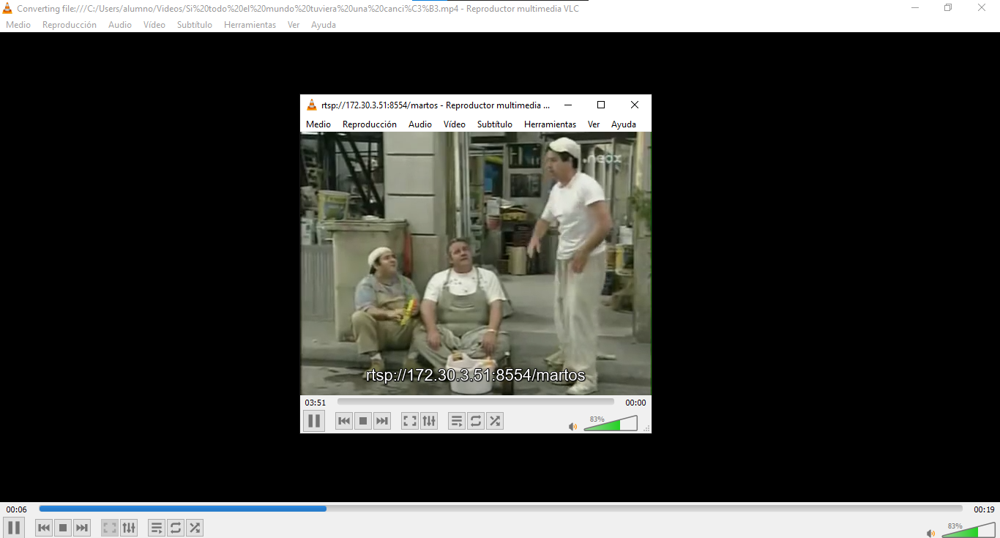 Converting file:///C:/Users/alumno/Videos/Si%20todo%20el%20mundo%20tuviera%20una%20canci%C3%B3.mp4 - Reproductor multimedia VLC
Medio Reproducción Audio Vídeo Subtítulo Herramientas Ver Ayuda
rtsp://172.30.3.51:8554/martos - Reproductor multimedia ...
Medio Reproducción Audio Vídeo Subtítulo Herramientas Ver Ayuda
.neox
rtsp://172.30.3.51:8554/martos
03:51 00:00
83%
00:06 00:19
83%